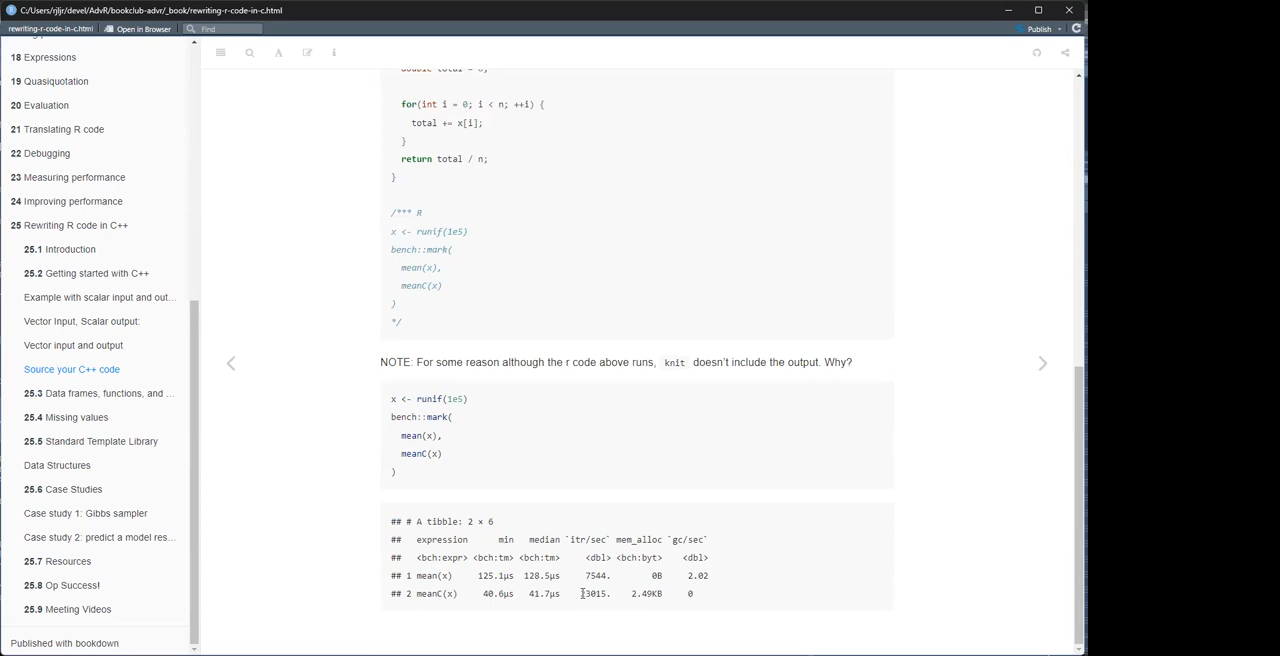 C:/Users/rjljr/devel/AdvR/bookclub-advr/_book/rewriting-r-code-in-c.html
rewriting-r-code-in-c.html
Open in Browser
Find
Publish
18 Expressions
19 Quasiquotation
20 Evaluation
21 Translating R code
22 Debugging
23 Measuring performance
24 Improving performance
25 Rewriting R code in C++
25.1 Introduction
25.2 Getting started with C++
Example with scalar input and out…
Vector Input, Scalar output:
Vector input and output
Source your C++ code
25.3 Data frames, functions, and …
25.4 Missing values
25.5 Standard Template Library
Data Structures
25.6 Case Studies
Case study 1: Gibbs sampler
Case study 2: predict a model res…
25.7 Resources
25.8 Op Success!
25.9 Meeting Videos
Published with bookdown
double total = 0;
for(int i = 0; i < n; ++i) {
total += x[i];
}
return total / n;
}
/*** R
x <- runif(1e5)
bench::mark(
mean(x),
meanC(x)
)
*/
NOTE: For some reason although the r code above runs, knit doesn't include the output. Why?
x <- runif(1e5)
bench::mark(
mean(x),
meanC(x)
)
## # A tibble: 2 × 6
## expression min median `itr/sec` mem_alloc `gc/sec`
## <bch:expr> <bch:tm> <bch:tm> <dbl> <bch:byt> <dbl>
## 1 mean(x) 125.1µs 128.5µs 7544. 0B 2.02
## 2 meanC(x) 40.6µs 41.7µs 23015. 2.49KB 0